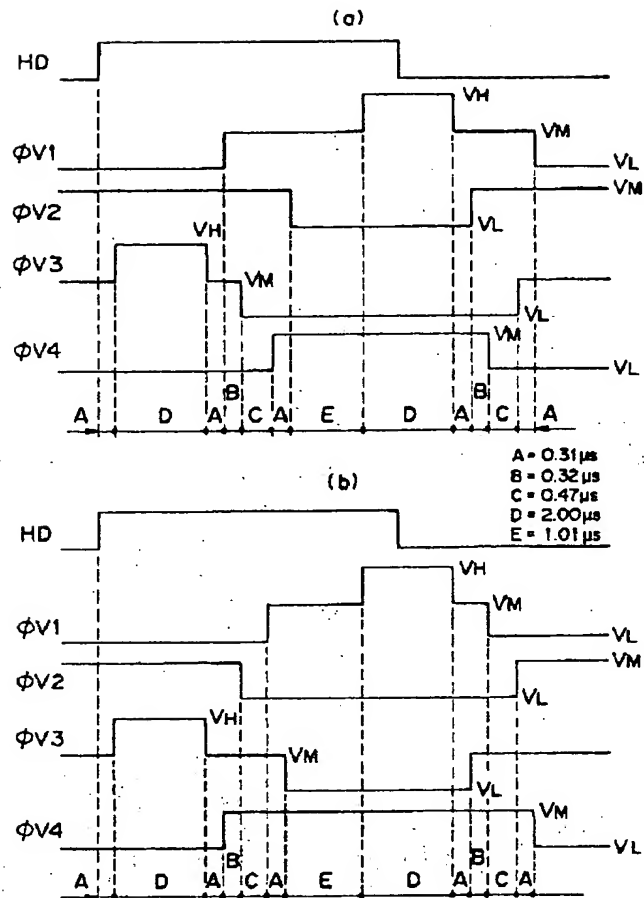 (a)
HD
VH
ΦV1
VM
VL
ΦV2
VM
VL
ΦV3
VH
VM
VL
ΦV4
VM
VL
A D A B C A E D A B C A
A = 0.31μs
B = 0.32μs
C = 0.47μs
D = 2.00μs
E = 1.01μs
(b)
HD
VH
ΦV1
VM
VL
ΦV2
VM
VL
ΦV3
VH
VM
VL
ΦV4
VM
VL
A D A B C A E D A B C A